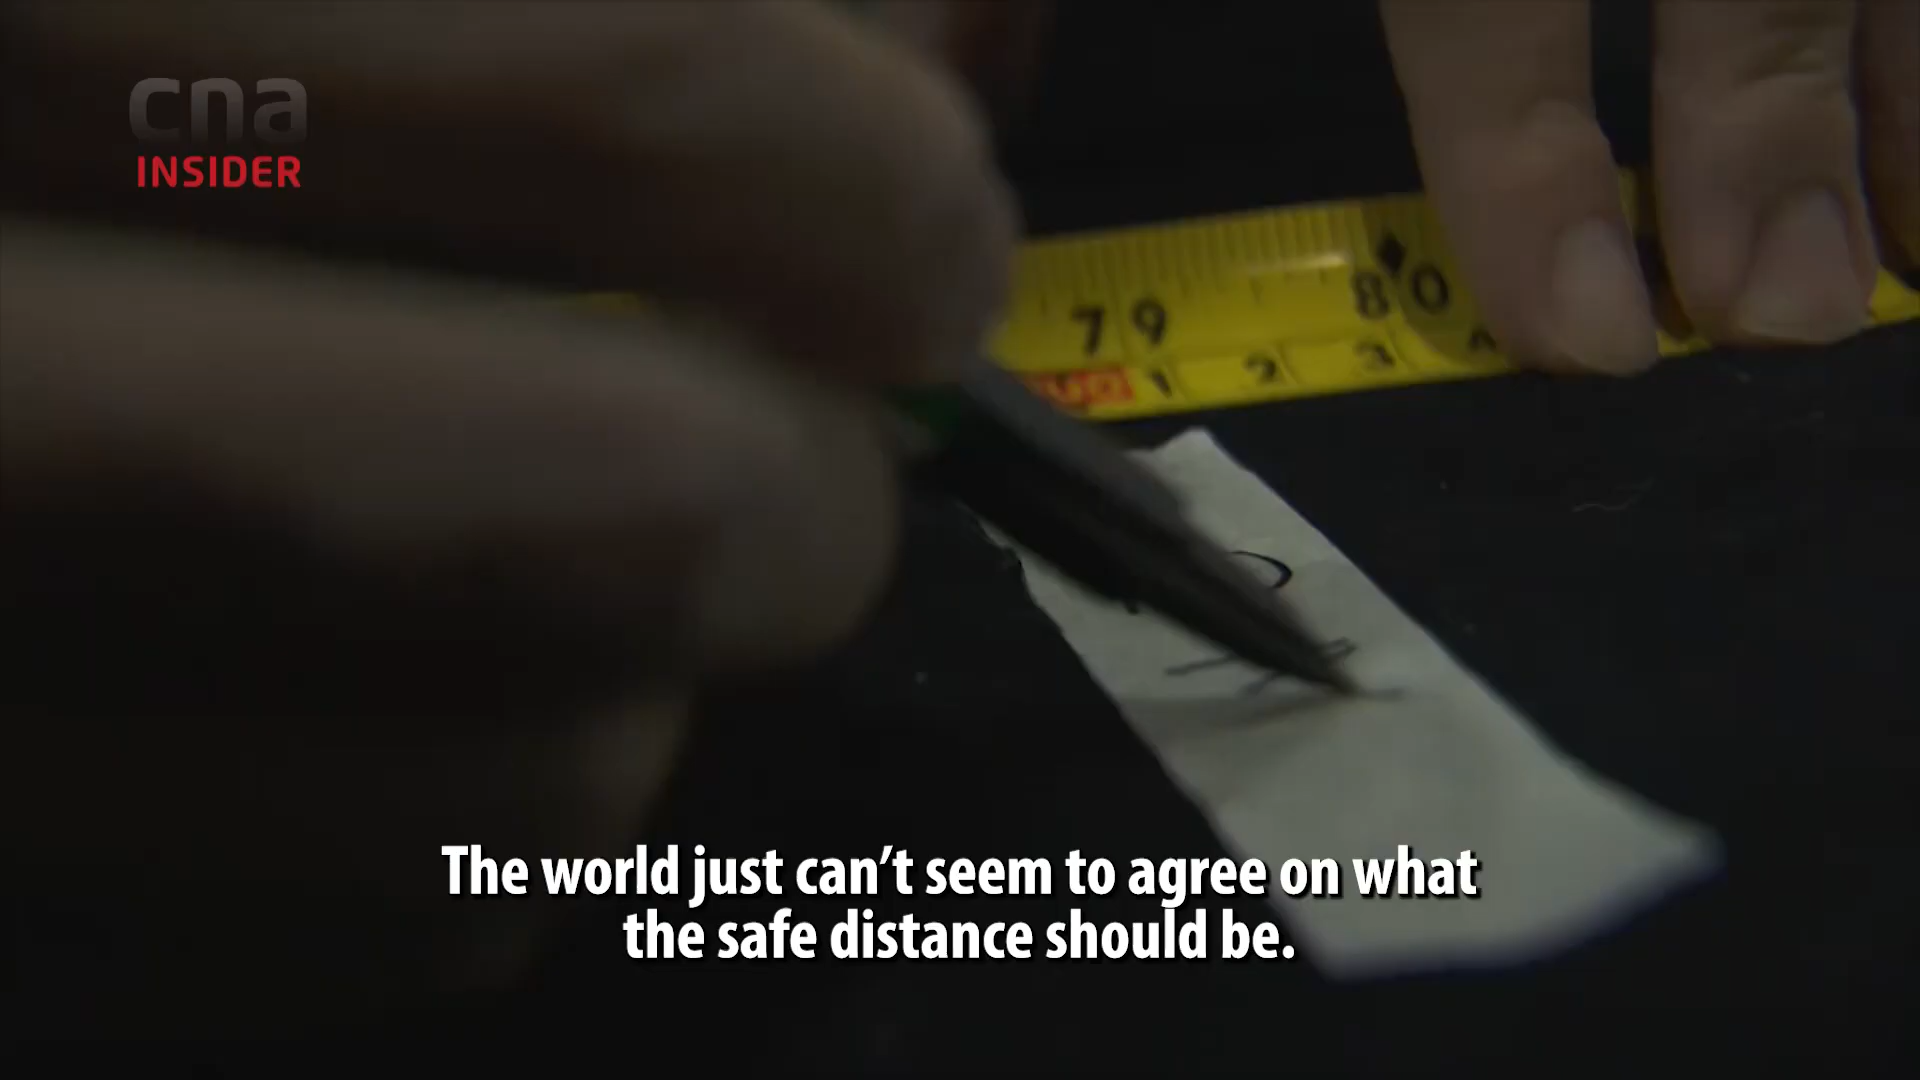 cna
INSIDER
79 80
1 2 3 4
The world just can't seem to agree on what
the safe distance should be.